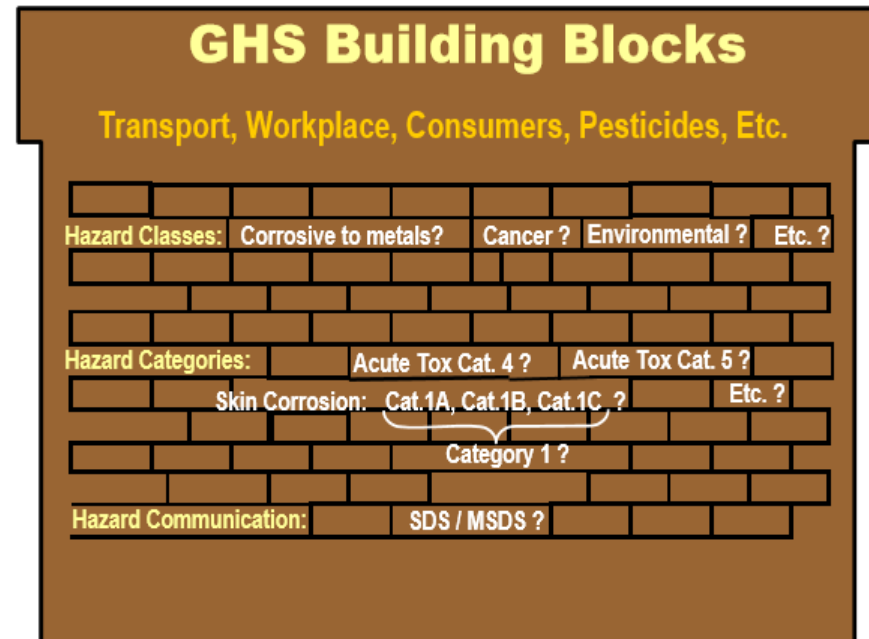 GHS Building Blocks
Transport, Workplace, Consumers, Pesticides, Etc.
Hazard Classes: Corrosive to metals? Cancer ? Environmental ? Etc. ?
Hazard Categories: Acute Tox Cat. 4 ? Acute Tox Cat. 5 ?
Skin Corrosion: Cat.1A, Cat.1B, Cat.1C ? Etc. ?
Category 1 ?
Hazard Communication: SDS / MSDS ?